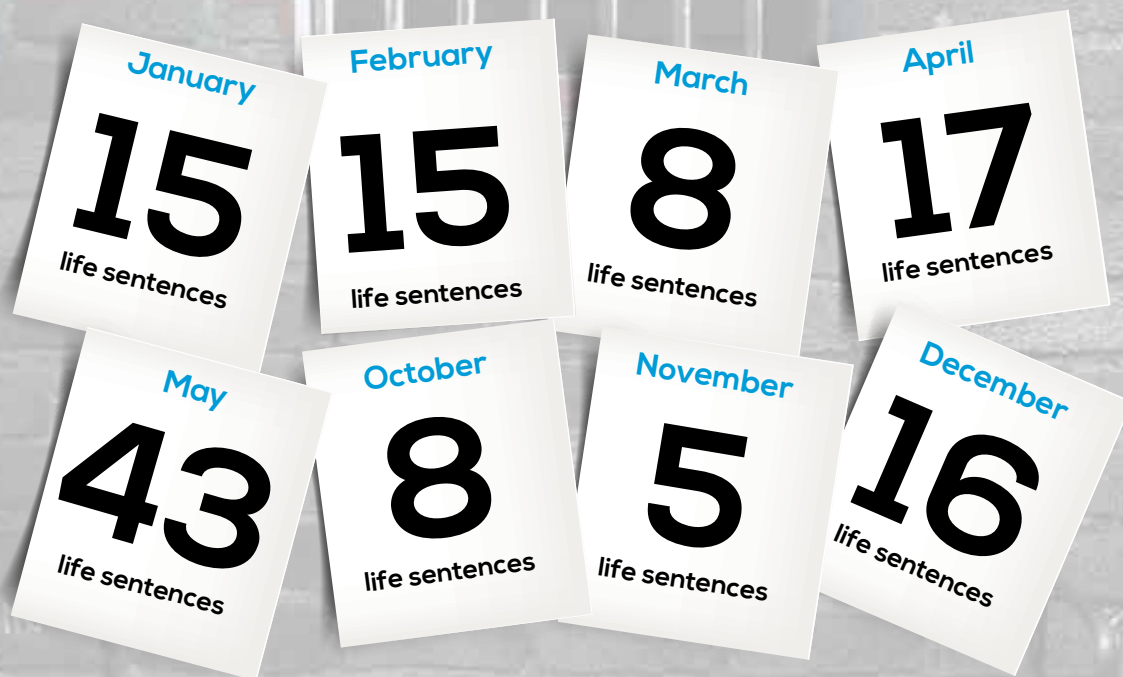 January
15
life sentences
February
15
life sentences
March
8
life sentences
April
17
life sentences
May
43
life sentences
October
8
life sentences
November
5
life sentences
December
16
life sentences